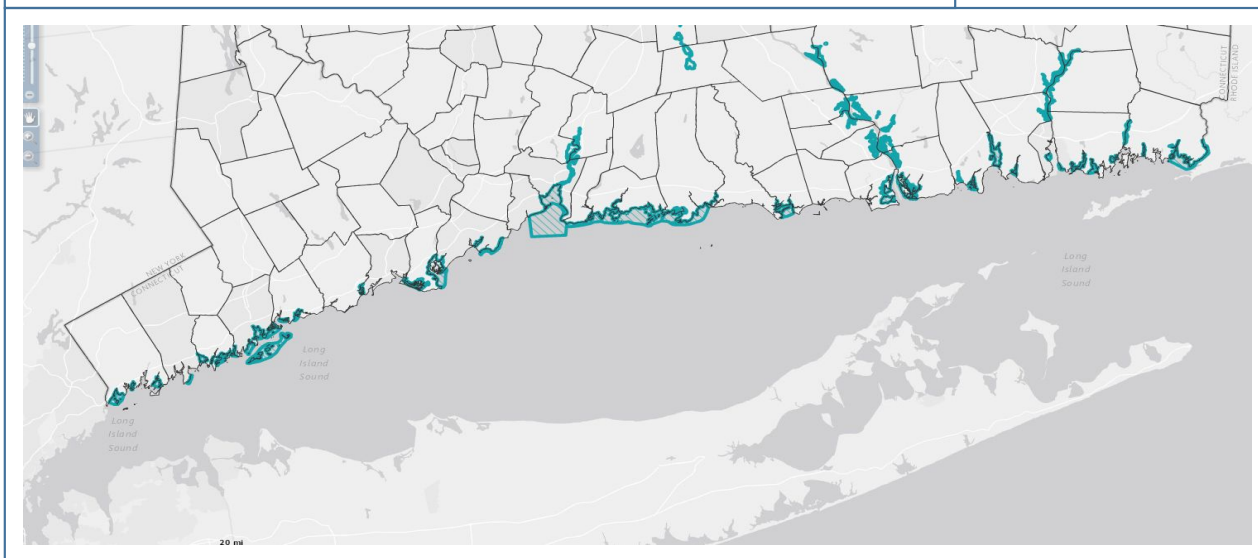 CONNECTICUT
RHODE ISLAND
NEW YORK
CONNECTICUT
Long
Island
Sound
Long
Island
Sound
Long
Island
Sound
20 mi